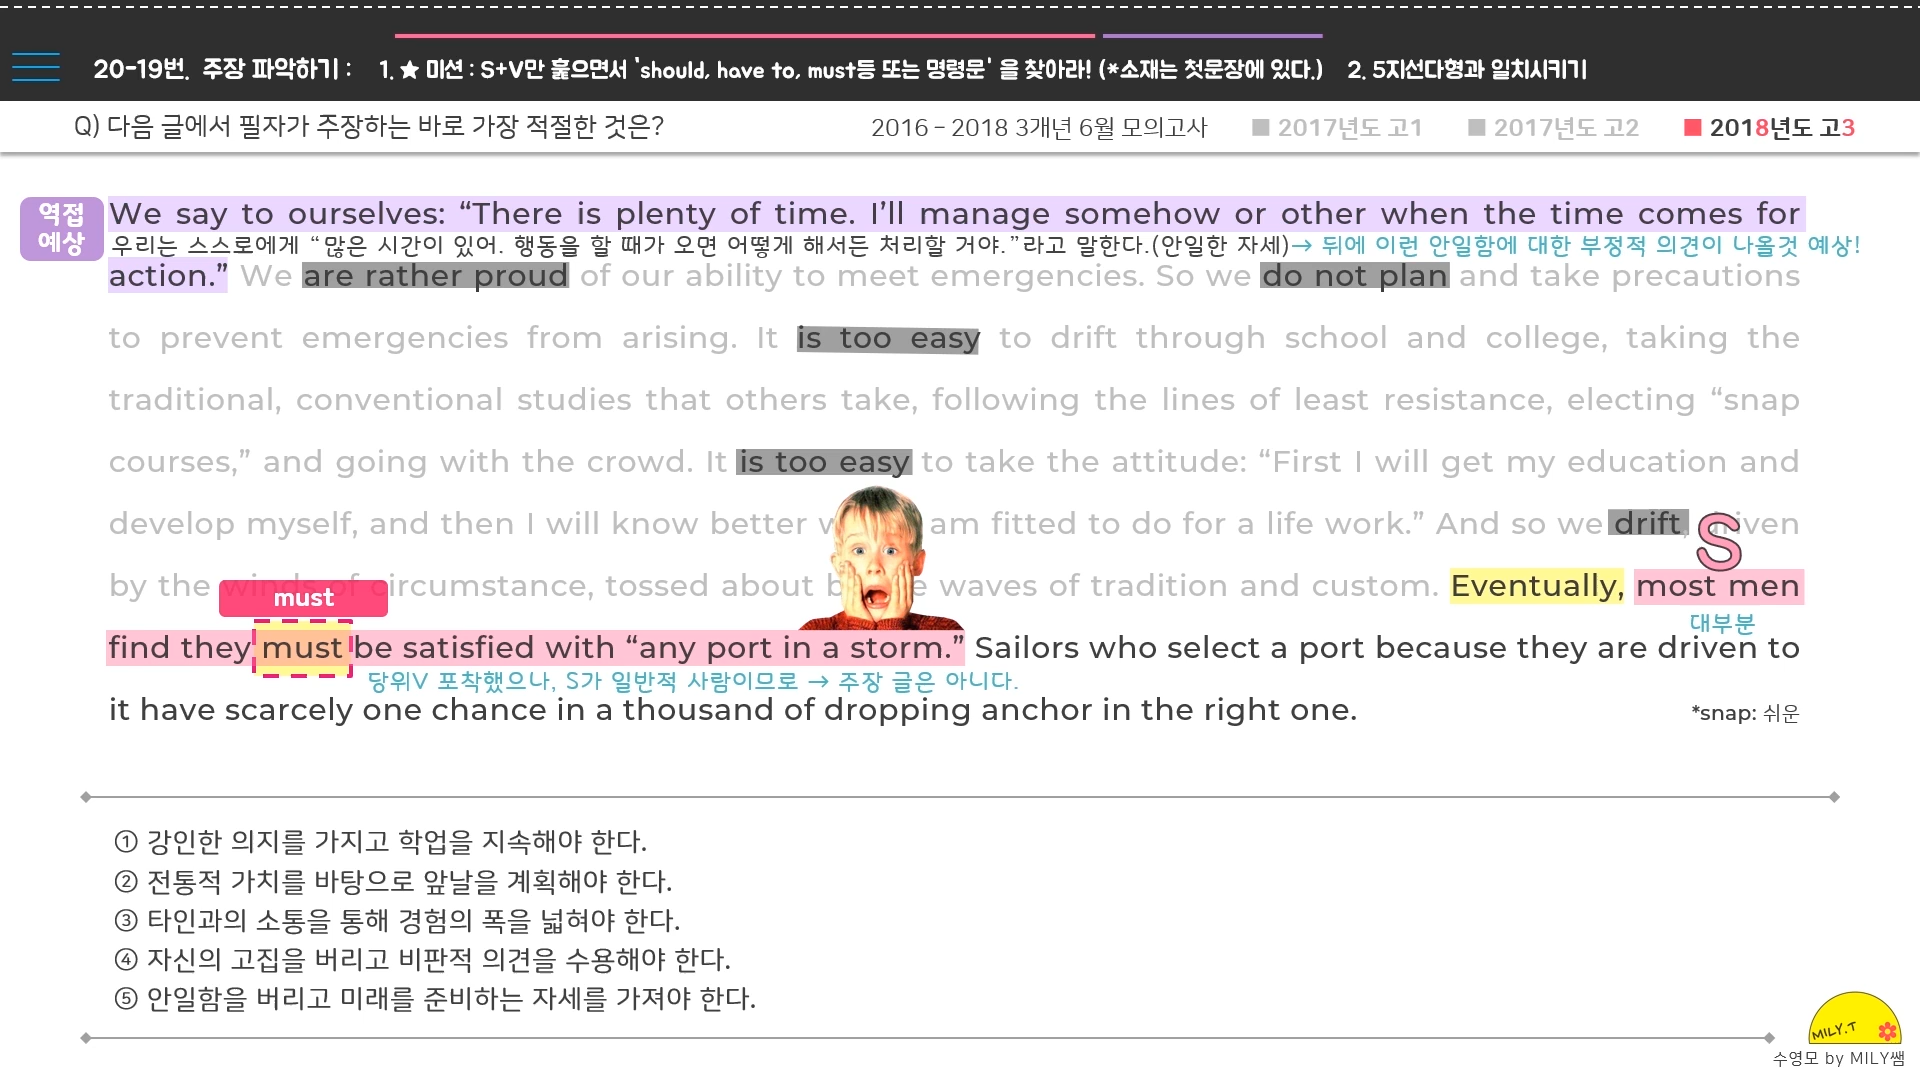 20-19번. 주장 파악하기 : 1. ★ 미션 : S+V만 훑으면서 'should, have to, must등 또는 명령문' 을 찾아라! (*소재는 첫문장에 있다.) 2. 5지선다형과 일치시키기
Q) 다음 글에서 필자가 주장하는 바로 가장 적절한 것은? 2016 – 2018 3개년 6월 모의고사 ■ 2017년도 고1 ■ 2017년도 고2 ■ 2018년도 고3
역접
예상
We say to ourselves: “There is plenty of time. I’ll manage somehow or other when the time comes for
우리는 스스로에게 “많은 시간이 있어. 행동을 할 때가 오면 어떻게 해서든 처리할 거야.”라고 말한다.(안일한 자세)→ 뒤에 이런 안일함에 대한 부정적 의견이 나올것 예상!
action.” We are rather proud of our ability to meet emergencies. So we do not plan and take precautions
to prevent emergencies from arising. It is too easy to drift through school and college, taking the
traditional, conventional studies that others take, following the lines of least resistance, electing “snap
courses,” and going with the crowd. It is too easy to take the attitude: “First I will get my education and
develop myself, and then I will know better am fitted to do for a life work.” And so we drift,
S
by the winds of circumstance, tossed about waves of tradition and custom. Eventually, most men
must
대부분
find they must be satisfied with “any port in a storm.” Sailors who select a port because they are driven to
당위V 포착했으나, S가 일반적 사람이므로 → 주장 글은 아니다.
it have scarcely one chance in a thousand of dropping anchor in the right one. *snap: 쉬운
① 강인한 의지를 가지고 학업을 지속해야 한다.
② 전통적 가치를 바탕으로 앞날을 계획해야 한다.
③ 타인과의 소통을 통해 경험의 폭을 넓혀야 한다.
④ 자신의 고집을 버리고 비판적 의견을 수용해야 한다.
⑤ 안일함을 버리고 미래를 준비하는 자세를 가져야 한다.
MILY.T
수영모 by MILY쌤